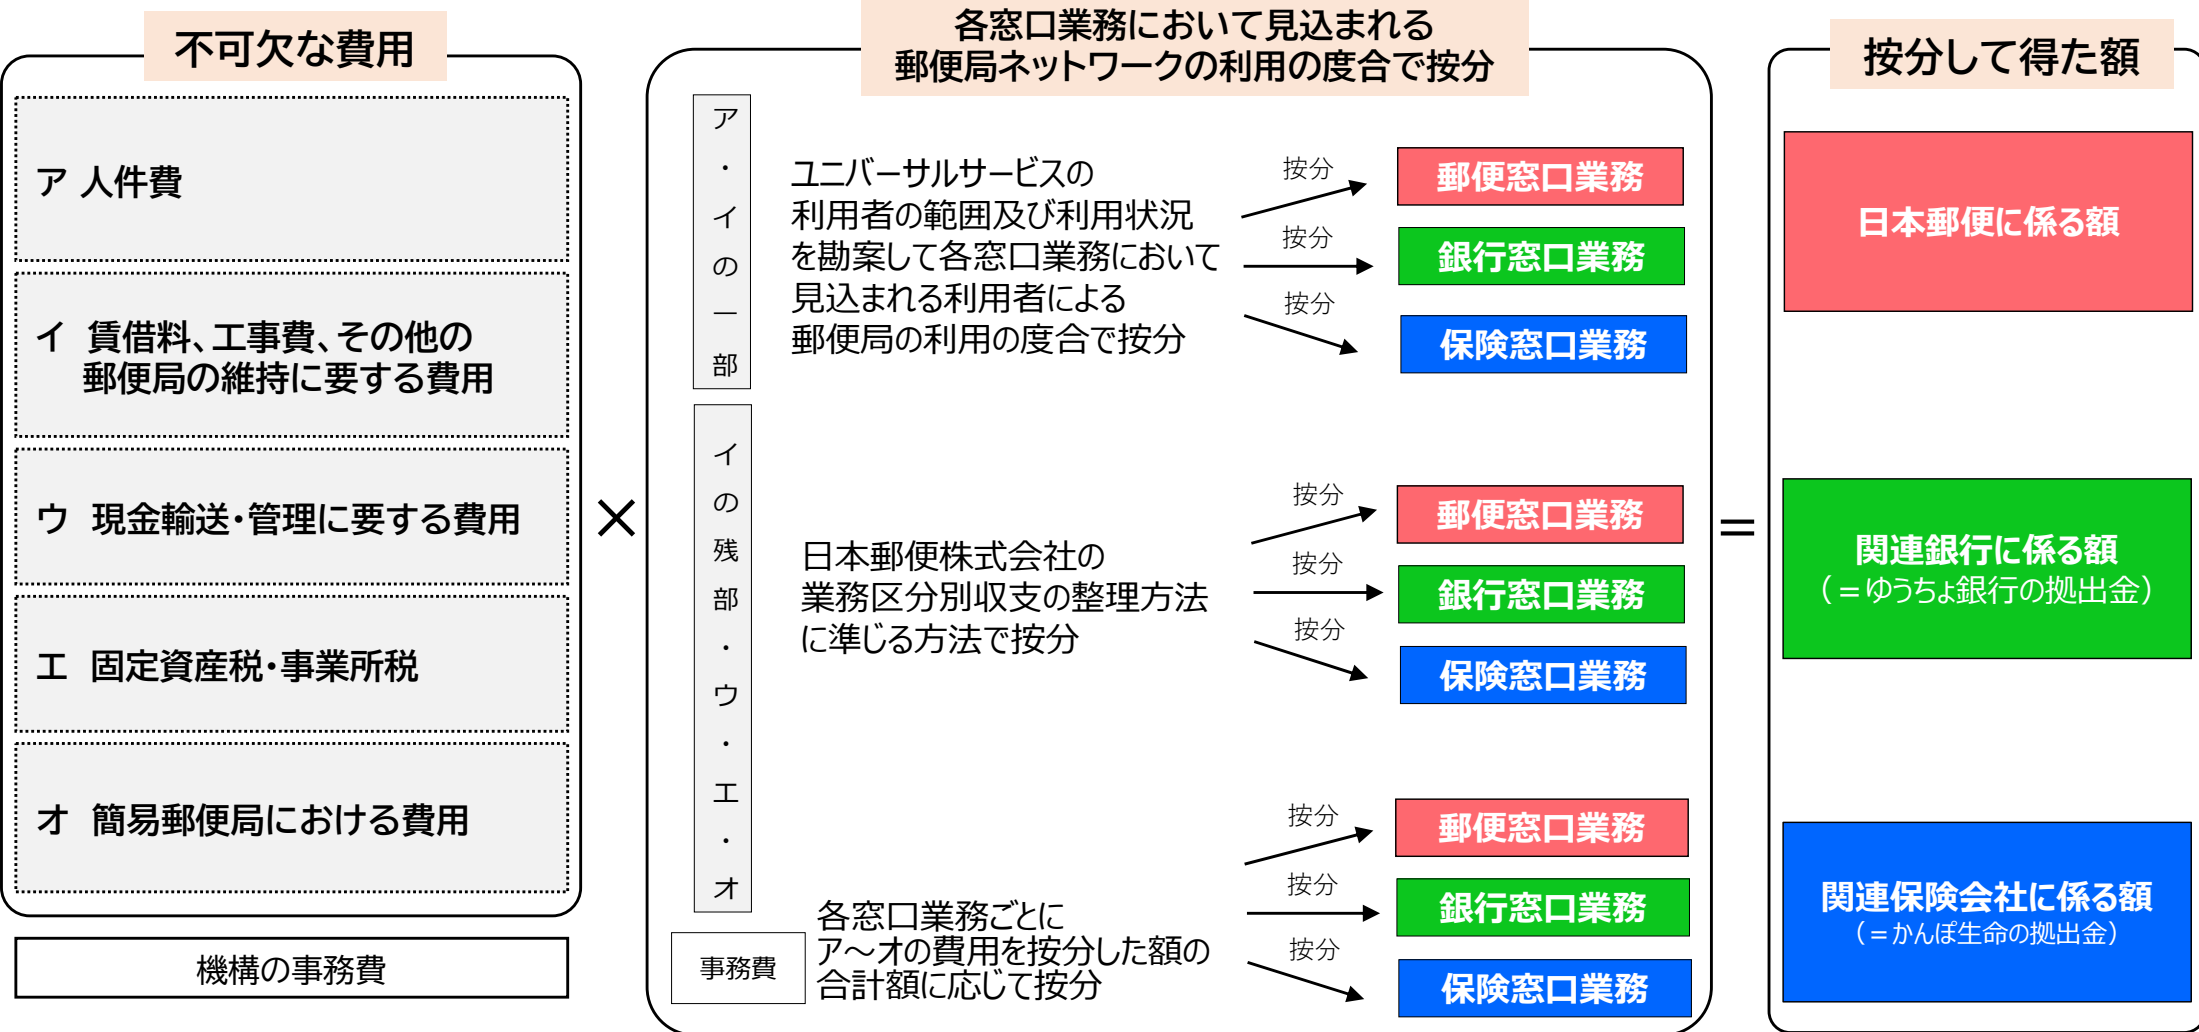 不可欠な費用
ア 人件費
イ 賃借料、工事費、その他の
郵便局の維持に要する費用
ウ 現金輸送・管理に要する費用
エ 固定資産税・事業所税
オ 簡易郵便局における費用
機構の事務費
×
各窓口業務において見込まれる
郵便局ネットワークの利用の度合で按分
ア・イの一部
ユニバーサルサービスの
利用者の範囲及び利用状況
を勘案して各窓口業務において
見込まれる利用者による
郵便局の利用の度合で按分
按分
郵便窓口業務
按分
銀行窓口業務
按分
保険窓口業務
イの残部・ウ・エ・オ
日本郵便株式会社の
業務区分別収支の整理方法
に準じる方法で按分
按分
郵便窓口業務
按分
銀行窓口業務
按分
保険窓口業務
事務費
各窓口業務ごとに
ア～オの費用を按分した額の
合計額に応じて按分
按分
郵便窓口業務
按分
銀行窓口業務
按分
保険窓口業務
＝
按分して得た額
日本郵便に係る額
関連銀行に係る額
（＝ゆうちょ銀行の拠出金）
関連保険会社に係る額
（＝かんぽ生命の拠出金）